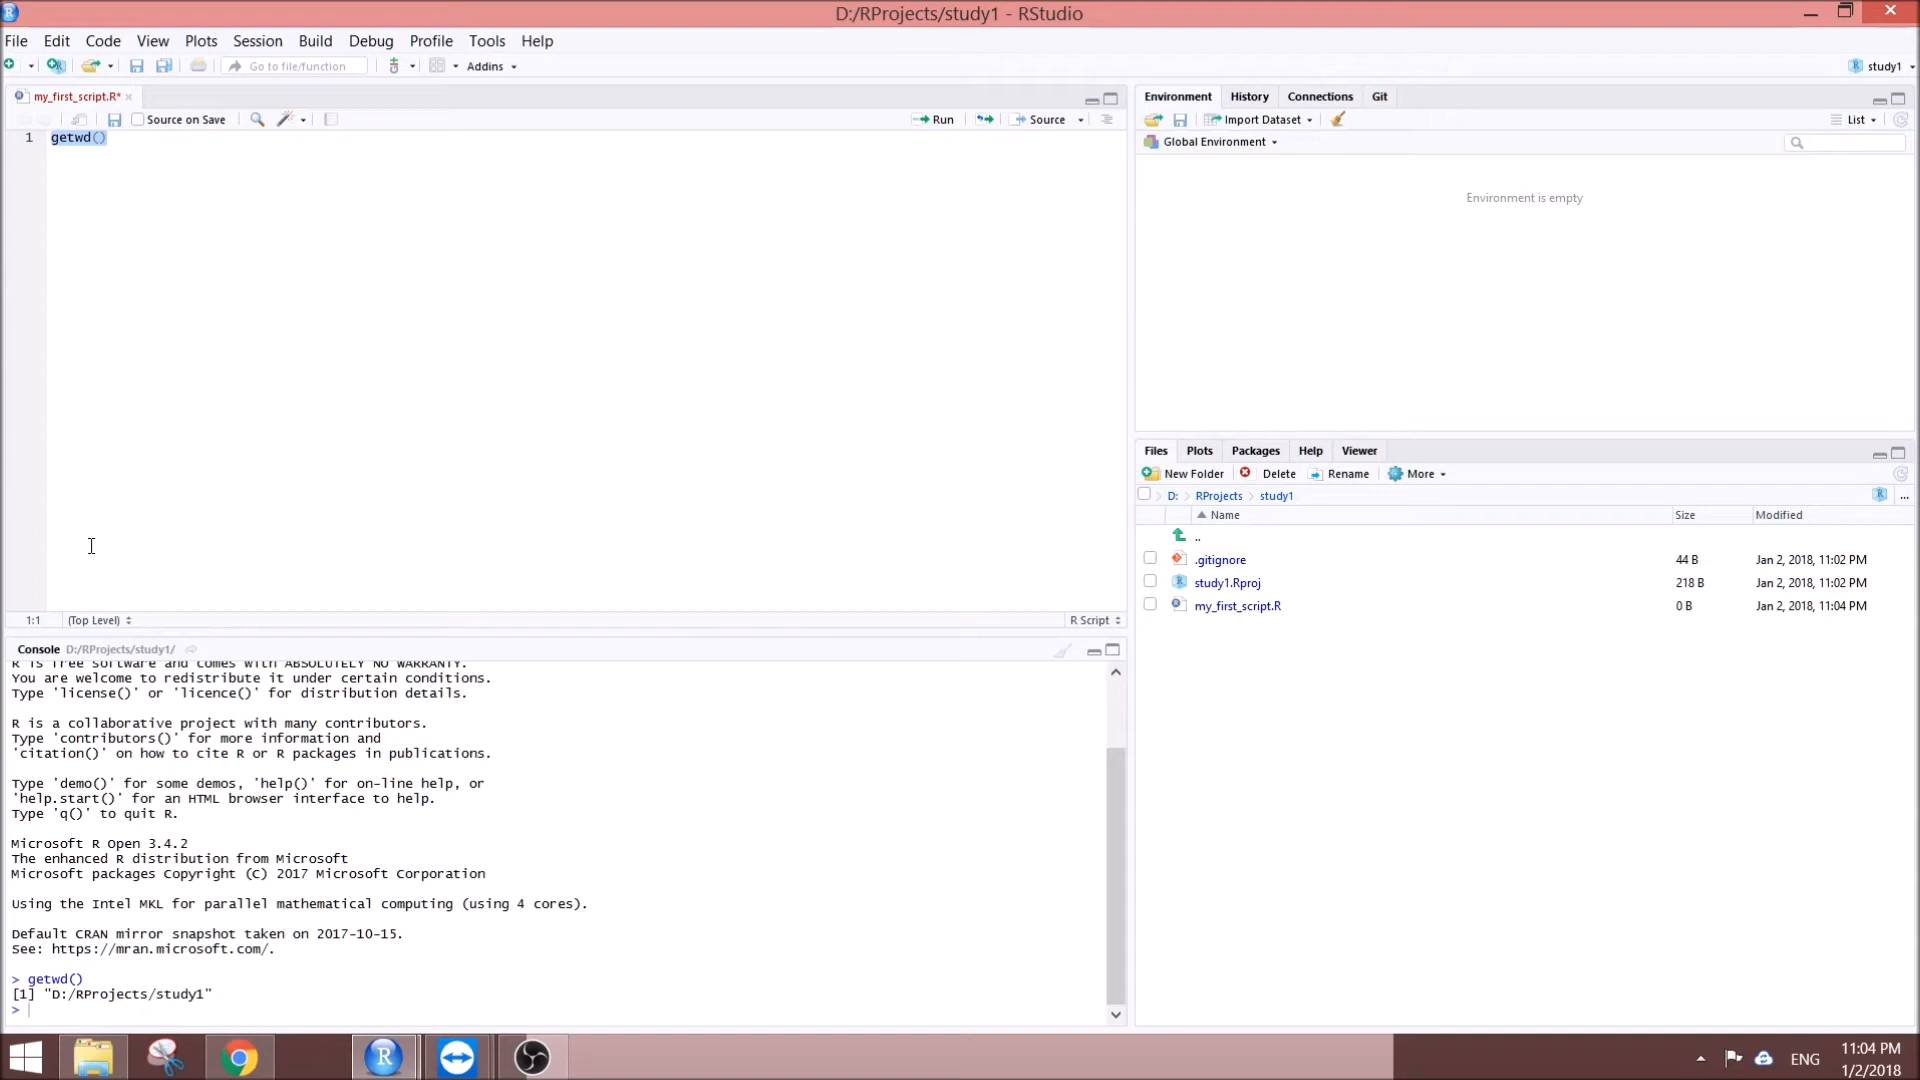 D:/RProjects/study1 - RStudio
File Edit Code View Plots Session Build Debug Profile Tools Help
Go to file/function Addins study1
my_first_script.R*
Source on Save Run Source
1 getwd()
1:1 (Top Level) R Script
Console D:/RProjects/study1/
R is free software and comes with ABSOLUTELY NO WARRANTY.
You are welcome to redistribute it under certain conditions.
Type 'license()' or 'licence()' for distribution details.
R is a collaborative project with many contributors.
Type 'contributors()' for more information and
'citation()' on how to cite R or R packages in publications.
Type 'demo()' for some demos, 'help()' for on-line help, or
'help.start()' for an HTML browser interface to help.
Type 'q()' to quit R.
Microsoft R Open 3.4.2
The enhanced R distribution from Microsoft
Microsoft packages Copyright (C) 2017 Microsoft Corporation
Using the Intel MKL for parallel mathematical computing (using 4 cores).
Default CRAN mirror snapshot taken on 2017-10-15.
See: https://mran.microsoft.com/.
> getwd()
[1] "D:/RProjects/study1"
>
Environment History Connections Git
Import Dataset List
Global Environment
Environment is empty
Files Plots Packages Help Viewer
New Folder Delete Rename More
D: RProjects study1 ...
Name Size Modified
..
.gitignore 44 B Jan 2, 2018, 11:02 PM
study1.Rproj 218 B Jan 2, 2018, 11:02 PM
my_first_script.R 0 B Jan 2, 2018, 11:04 PM
ENG 11:04 PM
1/2/2018